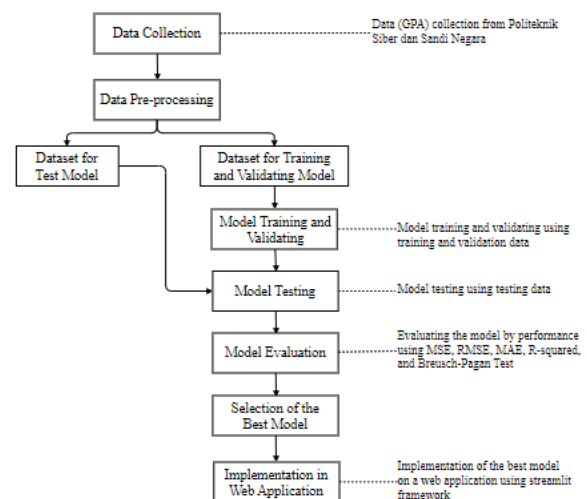 Data Collection
Data (GPA) collection from Politeknik
Siber dan Sandi Negara
Data Pre-processing
Dataset for
Test Model
Dataset for Training
and Validating Model
Model Training and
Validating
Model training and validating using
training and validation data
Model Testing
Model testing using testing data
Model Evaluation
Evaluating the model by performance
using MSE, RMSE, MAE, R-squared,
and Breusch-Pagan Test
Selection of the
Best Model
Implementation in
Web Application
Implementation of the best model
on a web application using streamlit
framework